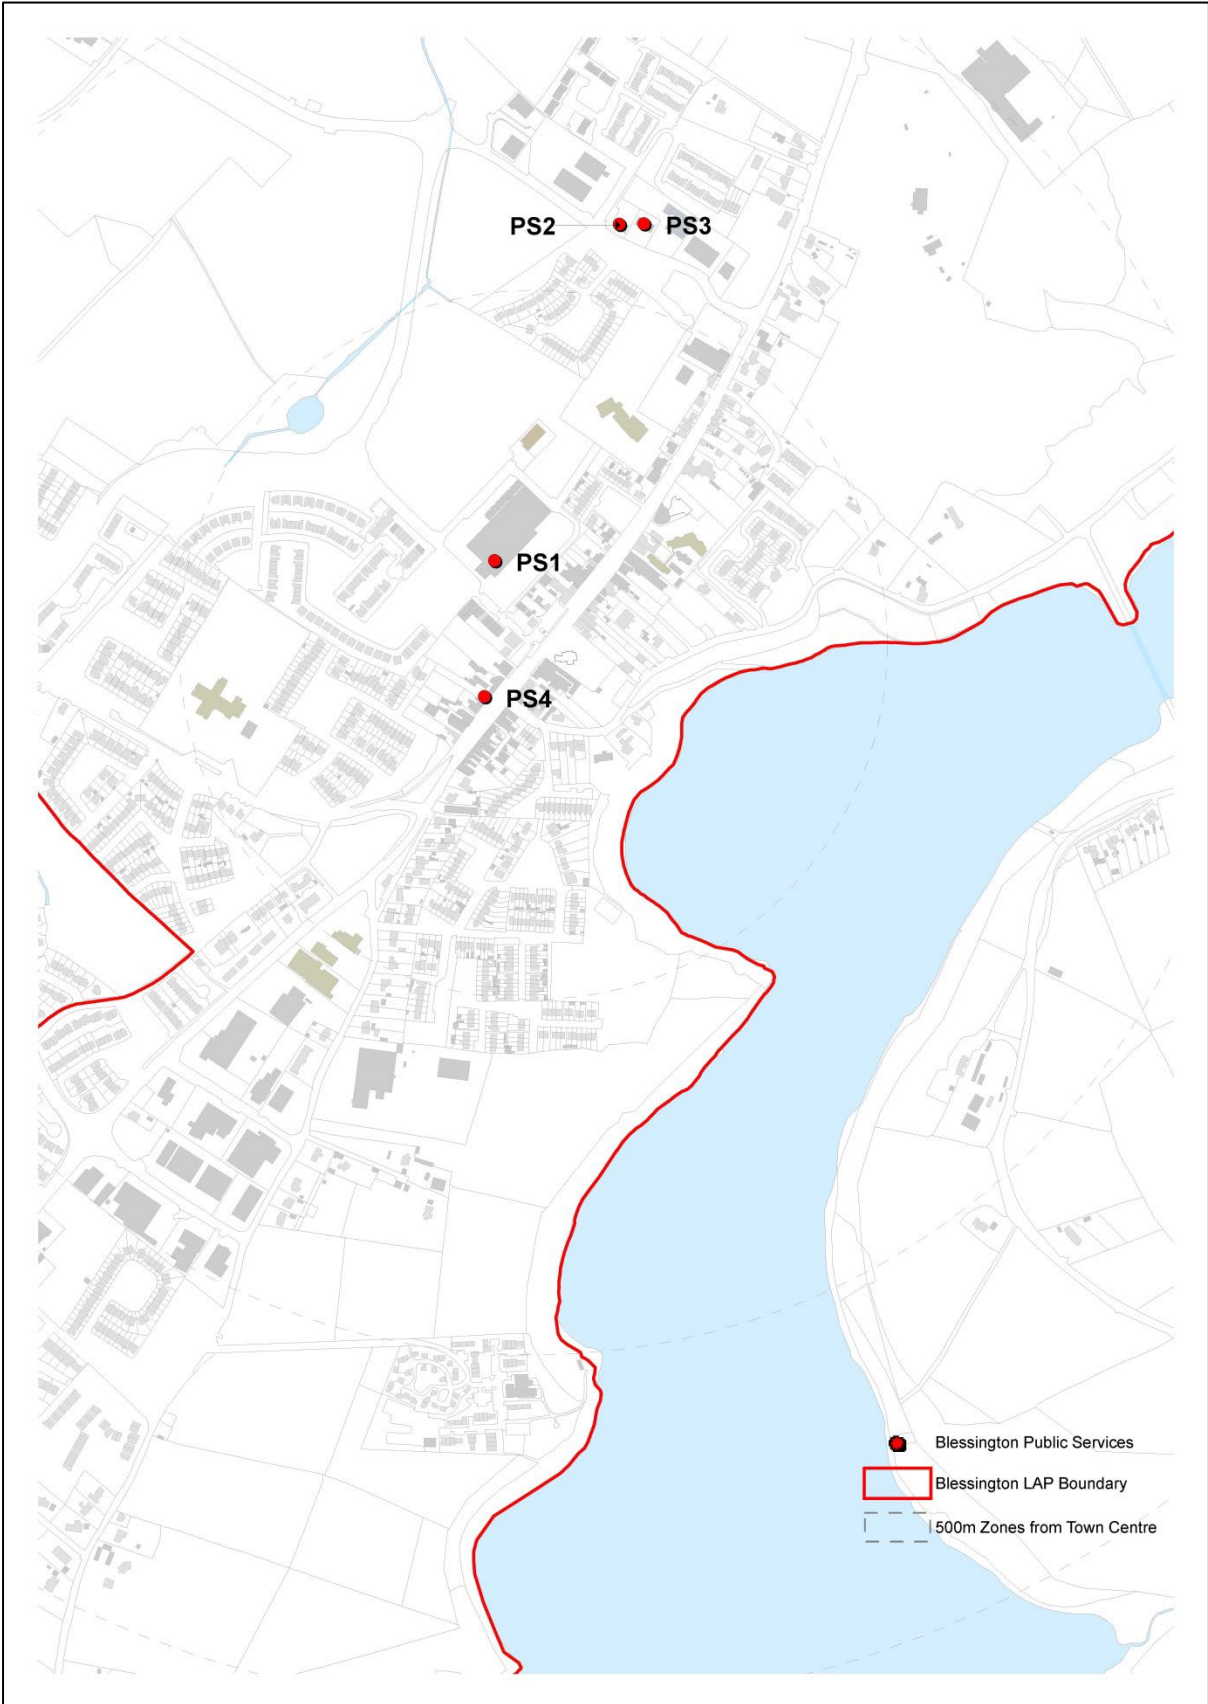 PS2
PS3
PS1
PS4
Blessington Public Services
Blessington LAP Boundary
500m Zones from Town Centre